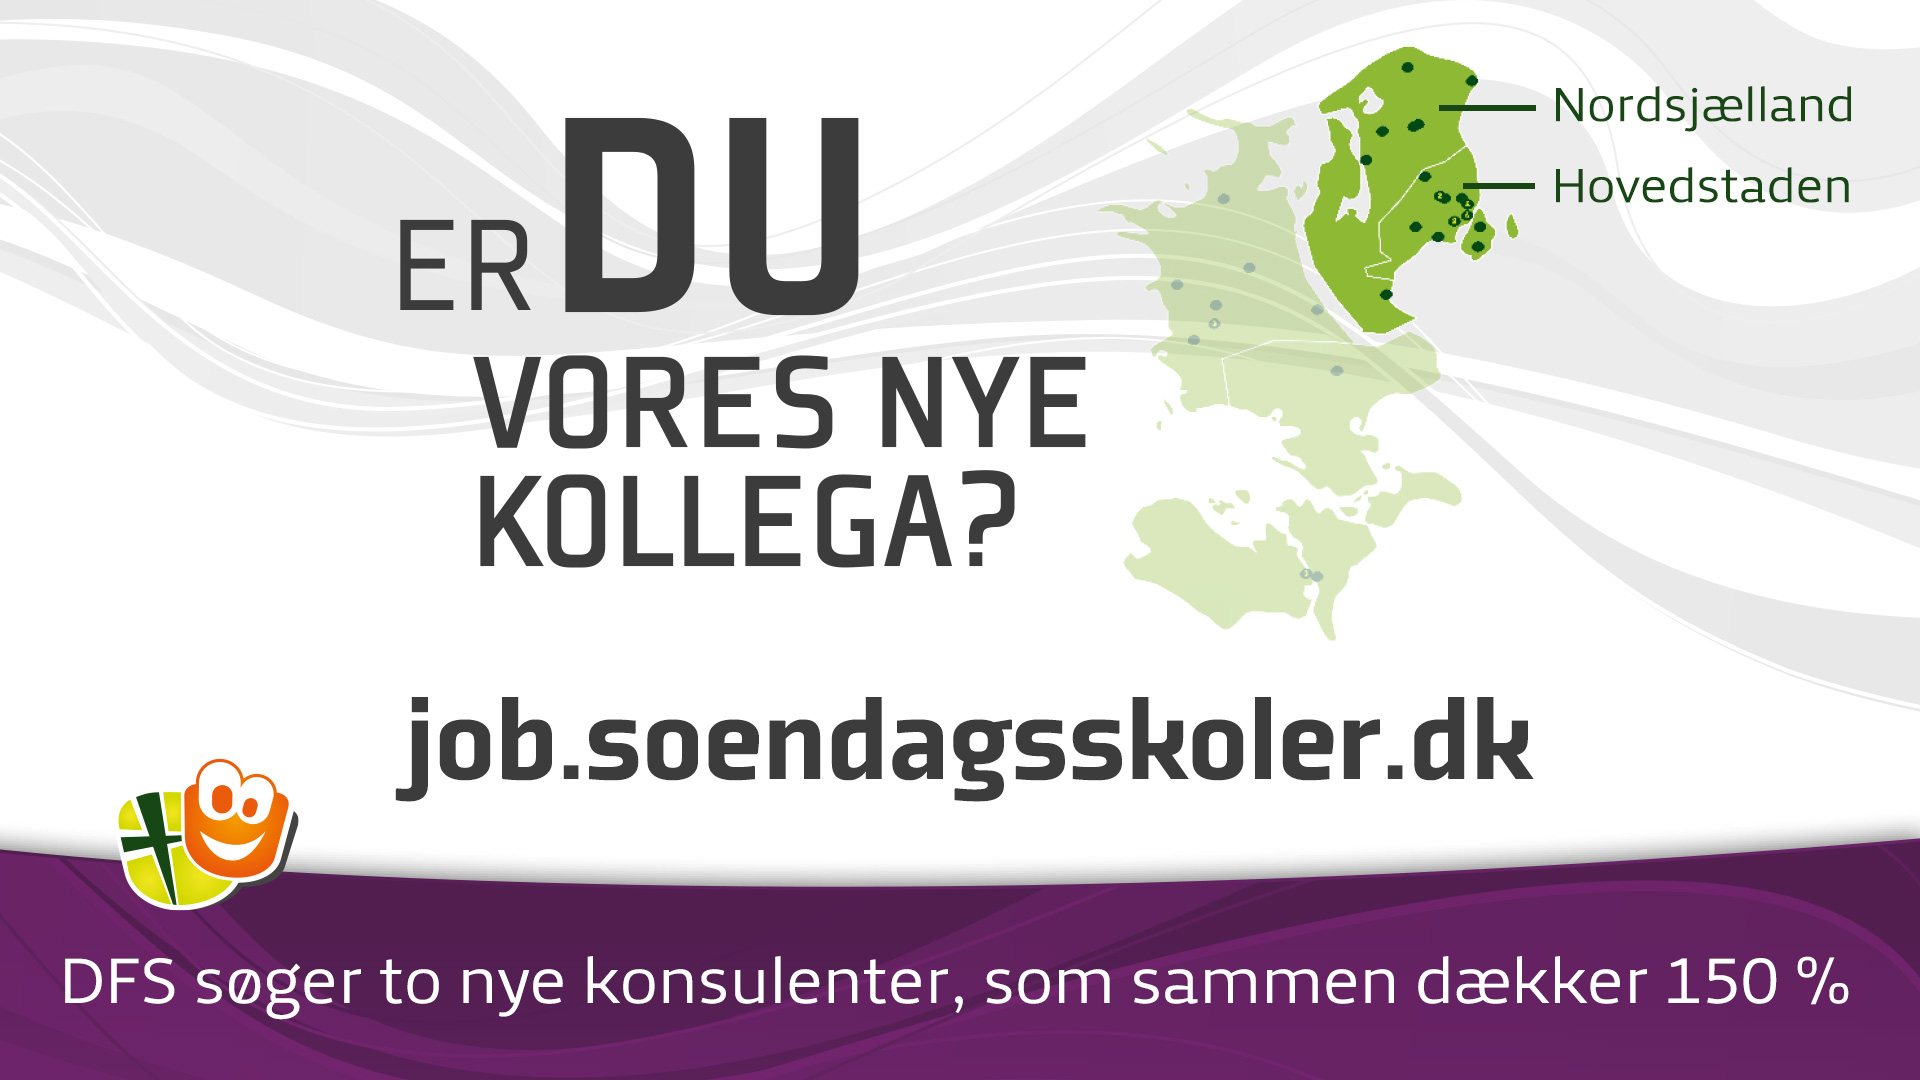 Nordsjælland
Hovedstaden
ER DU
VORES NYE
KOLLEGA?
job.soendagsskoler.dk
DFS søger to nye konsulenter, som sammen dækker 150 %